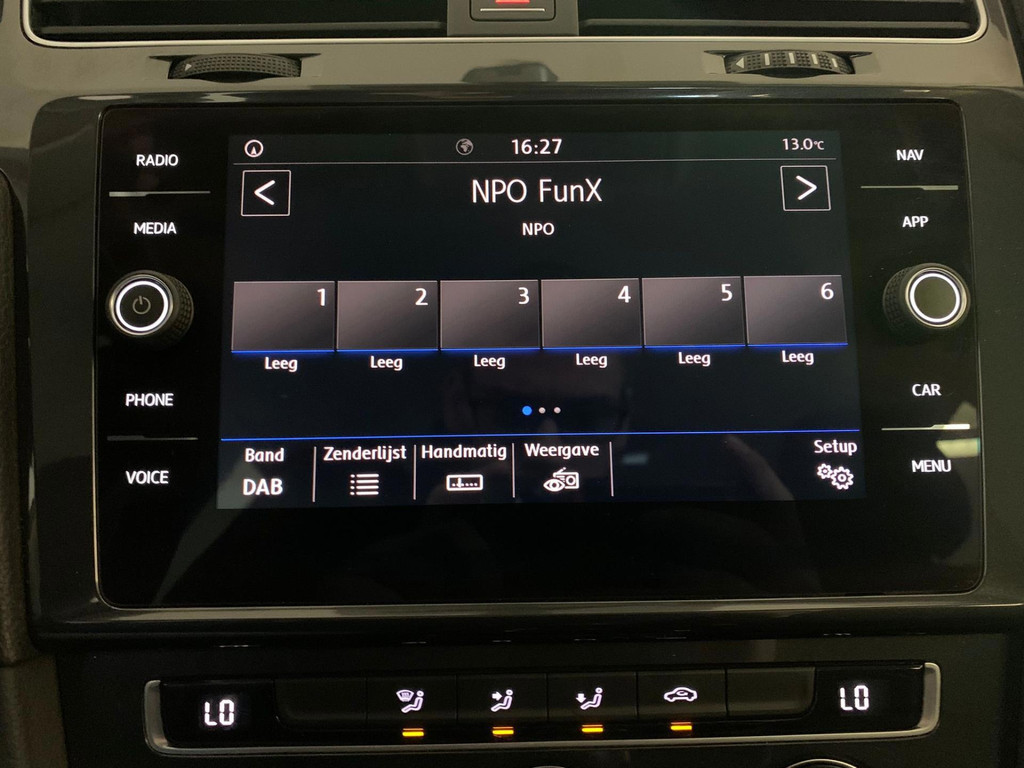 16:27
13.0°C
RADIO
NAV
<
NPO FunX
>
MEDIA
NPO
APP
1 2 3 4 5 6
Leeg Leeg Leeg Leeg Leeg Leeg
PHONE
CAR
Band Zenderlijst Handmatig Weergave Setup
DAB
VOICE
MENU
LO
LO